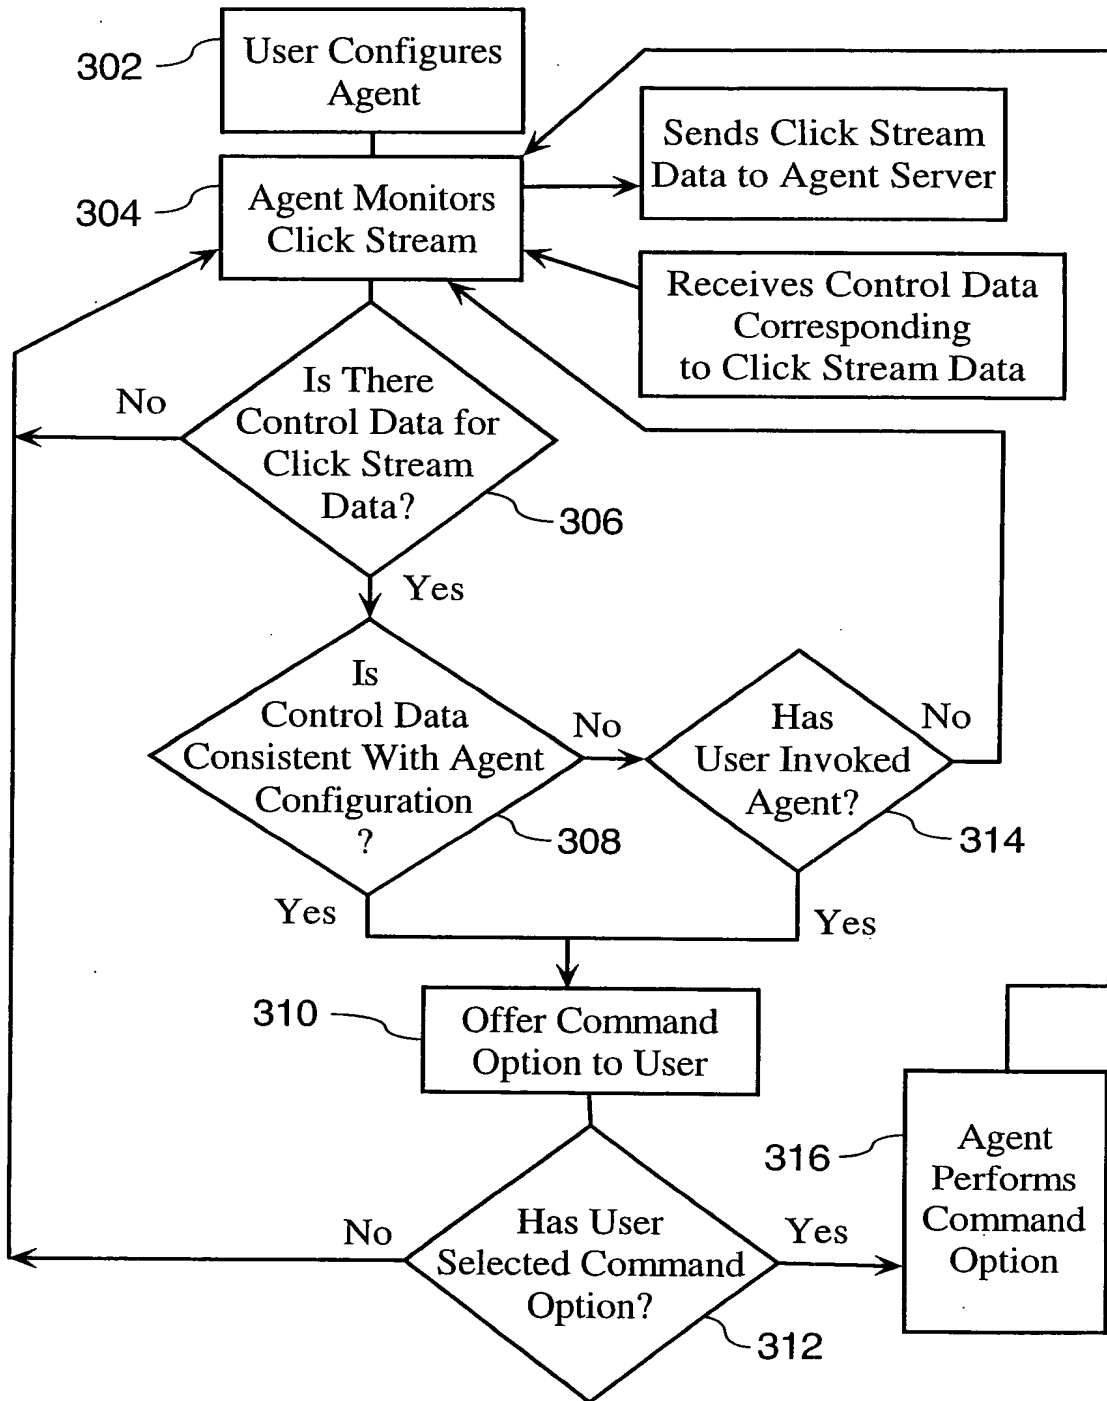 302
User Configures
Agent
Sends Click Stream
Data to Agent Server
304
Agent Monitors
Click Stream
Receives Control Data
Corresponding
to Click Stream Data
No
Is There
Control Data for
Click Stream
Data?
306
Yes
Is
Control Data
Consistent With Agent
Configuration
?
308
No
Has
User Invoked
Agent?
314
No
Yes
Yes
310
Offer Command
Option to User
316
Agent
Performs
Command
Option
No
Has User
Selected Command
Option?
Yes
312